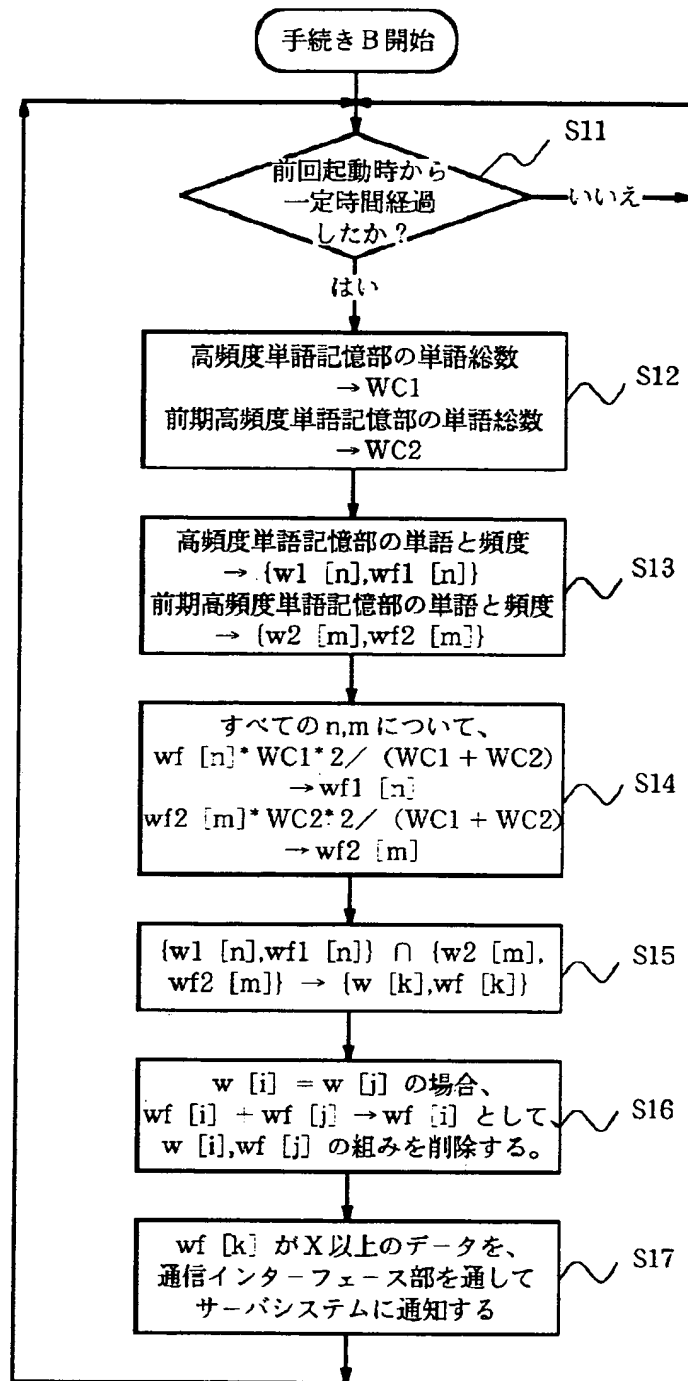 手続きB開始
S11
前回起動時から
一定時間経過
したか?
いいえ
はい
高頻度単語記憶部の単語総数
→WC1
前期高頻度単語記憶部の単語総数
→WC2
S12
高頻度単語記憶部の単語と頻度
→ {w1 [n],wf1 [n]}
前期高頻度単語記憶部の単語と頻度
→ {w2 [m],wf2 [m]}
S13
すべてのn,mについて、
wf [n]*WC1*2/ (WC1+WC2)
→wf1 [n]
wf2 [m]*WC2*2/ (WC1+WC2)
→wf2 [m]
S14
{w1 [n],wf1 [n]} ∩ {w2 [m],
wf2 [m]} → {w [k],wf [k]}
S15
w [i] = w [j] の場合、
wf [i] +wf [j] →wf [i] として、
w [i],wf [j] の組みを削除する。
S16
wf [k] がX以上のデータを、
通信インターフェース部を通して
サーバシステムに通知する
S17